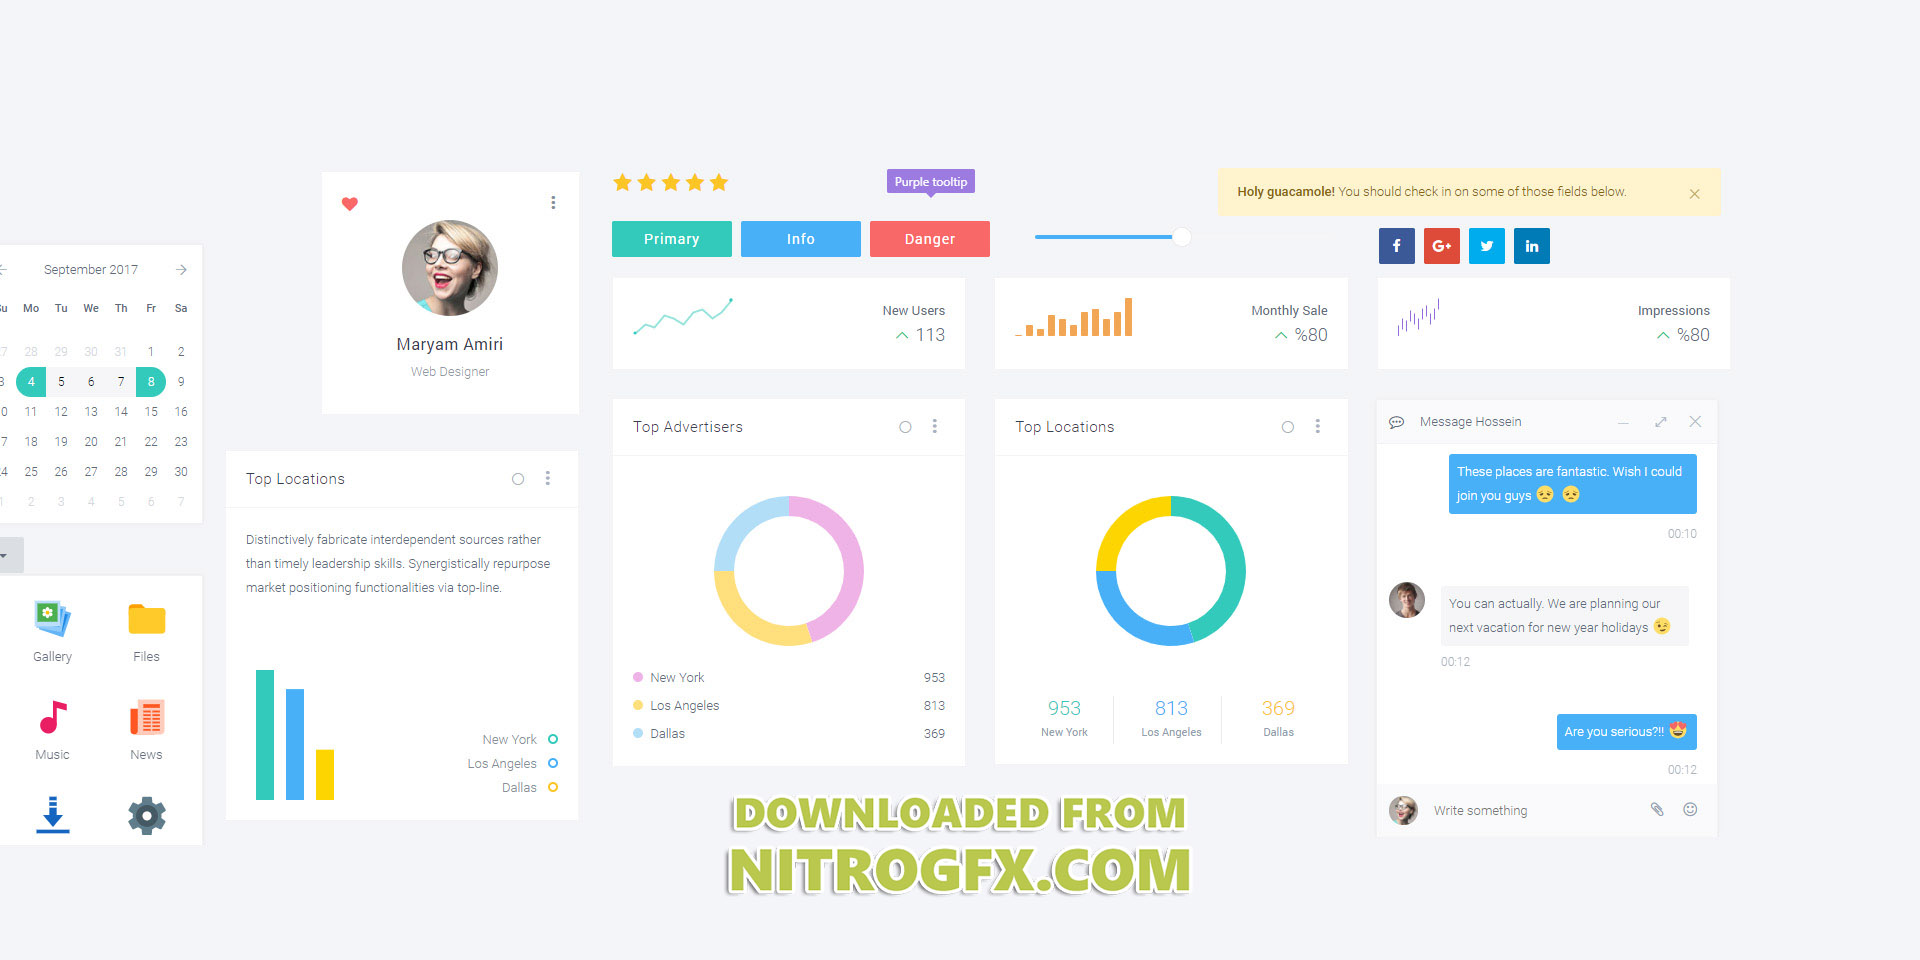 September 2017
Mo Tu We Th Fr Sa
28 29 30 31 1 2
4 5 6 7 8 9
11 12 13 14 15 16
18 19 20 21 22 23
25 26 27 28 29 30
2 3 4 5 6 7
Gallery Files
Music News
Maryam Amiri
Web Designer
Top Locations
Distinctively fabricate interdependent sources rather
than timely leadership skills. Synergistically repurpose
market positioning functionalities via top-line.
New York
Los Angeles
Dallas
Purple tooltip
Primary Info Danger
Holy guacamole! You should check in on some of those fields below.
f G+ in
New Users
113
Monthly Sale
%80
Impressions
%80
Top Advertisers
New York 953
Los Angeles 813
Dallas 369
Top Locations
953 813 369
New York Los Angeles Dallas
Message Hossein
These places are fantastic. Wish I could
join you guys 😞 😞
00:10
You can actually. We are planning our
next vacation for new year holidays 😉
00:12
Are you serious?!! 😍
00:12
Write something
DOWNLOADED FROM
NITROGFX.COM